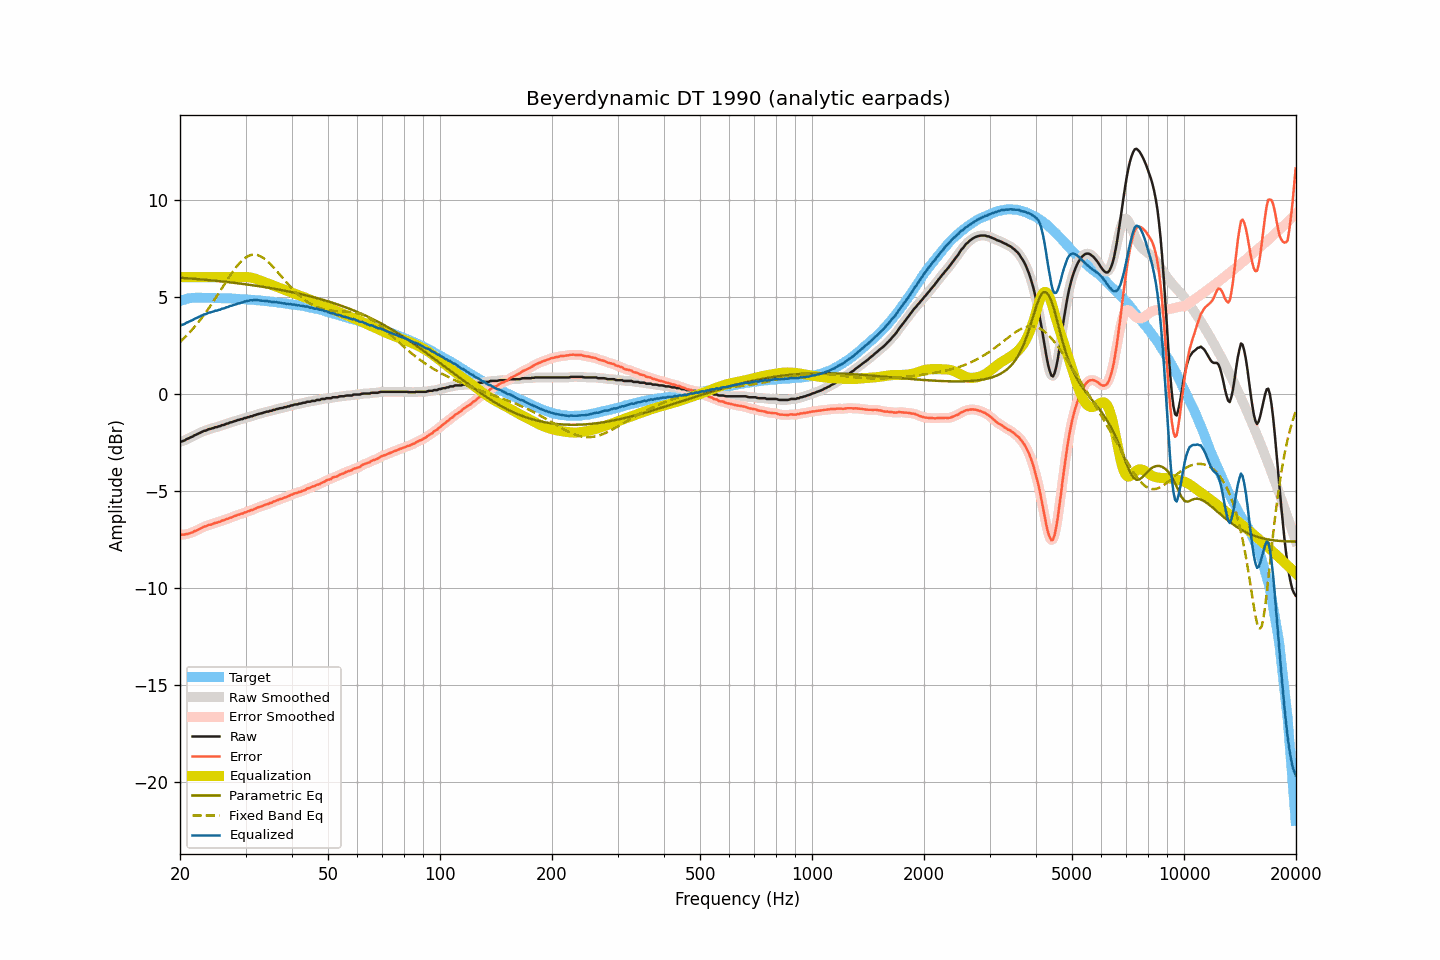 Beyerdynamic DT 1990 (analytic earpads)
Amplitude (dBr)
10
5
0
−5
−10
−15
−20
Target
Raw Smoothed
Error Smoothed
Raw
Error
Equalization
Parametric Eq
Fixed Band Eq
Equalized
20 50 100 200 500 1000 2000 5000 10000 20000
Frequency (Hz)